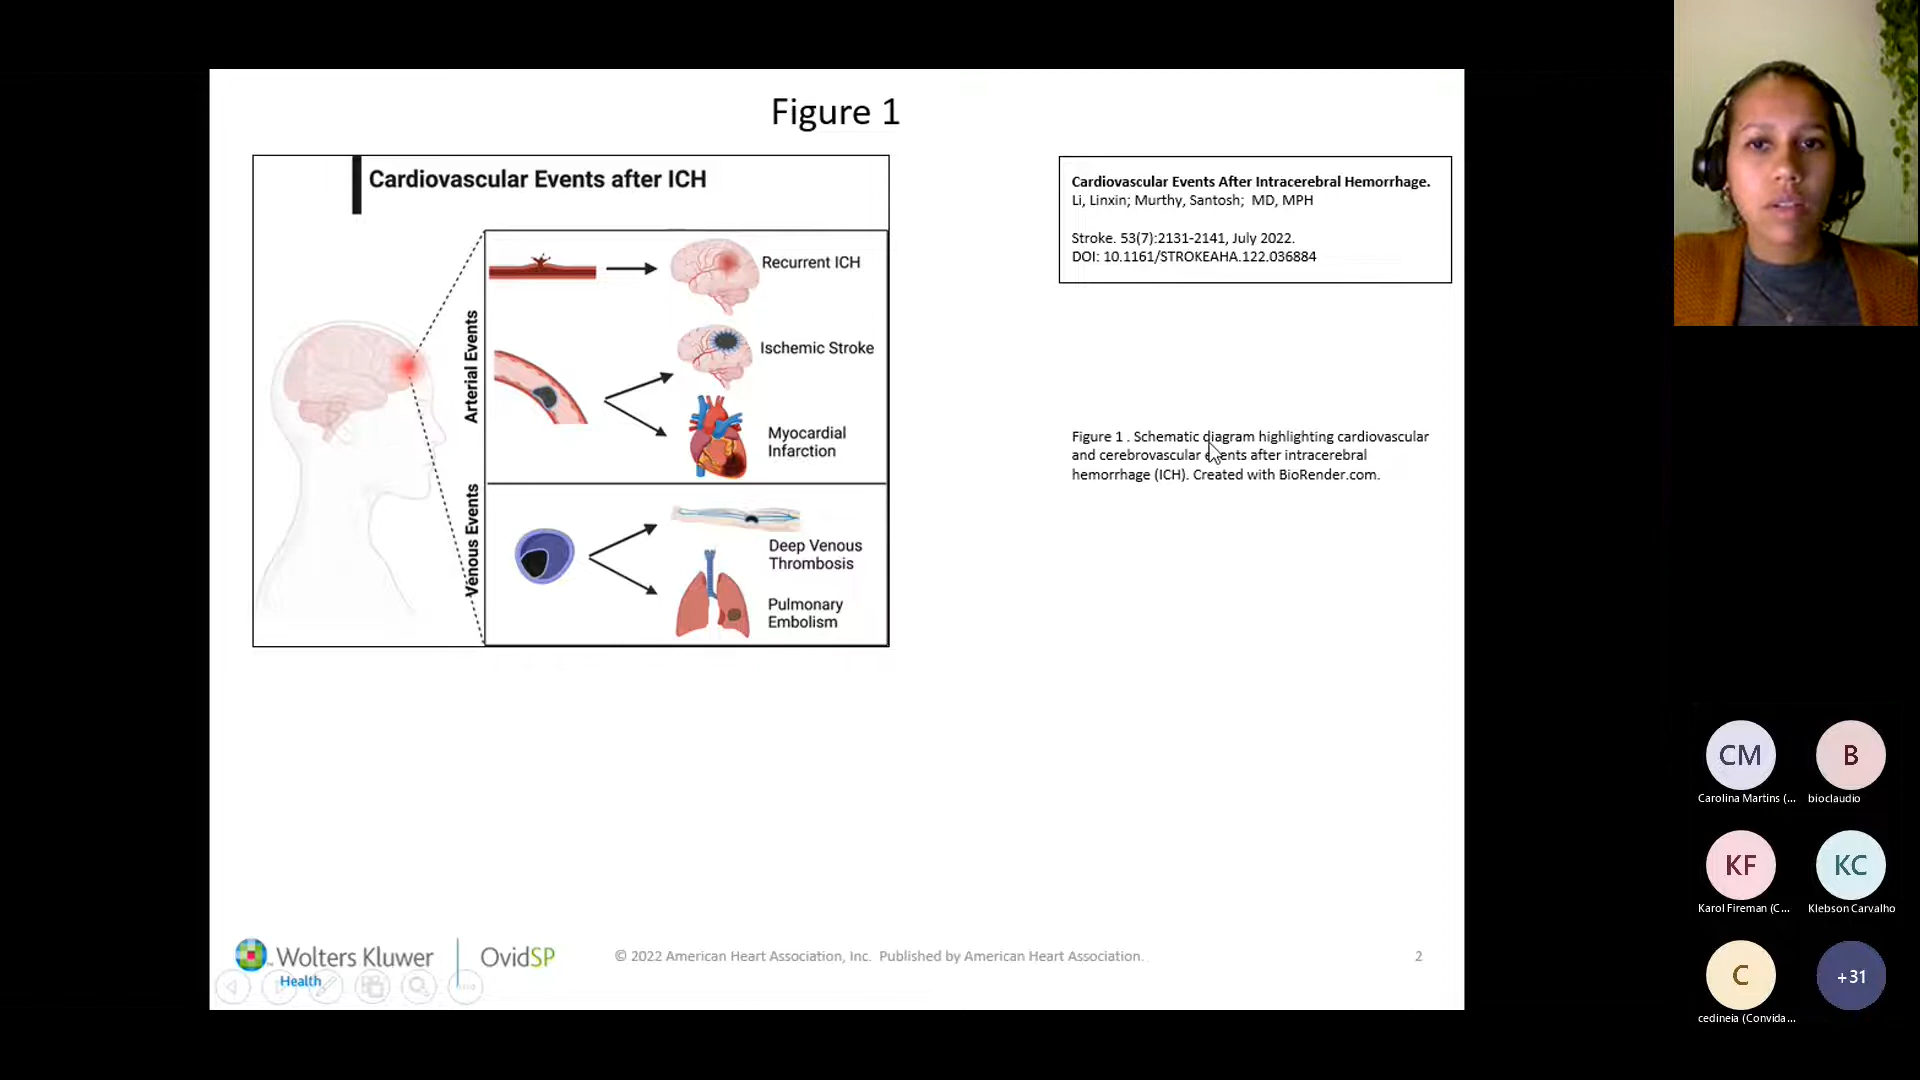 Figure 1
Cardiovascular Events after ICH
Arterial Events
Recurrent ICH
Ischemic Stroke
Myocardial
Infarction
Venous Events
Deep Venous
Thrombosis
Pulmonary
Embolism
Cardiovascular Events After Intracerebral Hemorrhage.
Li, Linxin; Murthy, Santosh; MD, MPH
Stroke. 53(7):2131-2141, July 2022.
DOI: 10.1161/STROKEAHA.122.036884
Figure 1 . Schematic diagram highlighting cardiovascular
and cerebrovascular events after intracerebral
hemorrhage (ICH). Created with BioRender.com.
Wolters Kluwer
Health
OvidSP
© 2022 American Heart Association, Inc. Published by American Heart Association.
2
CM
Carolina Martins (...
B
bioclaudio
KF
Karol Fireman (C...
KC
Klebson Carvalho
C
cedineia (Convida...
+31